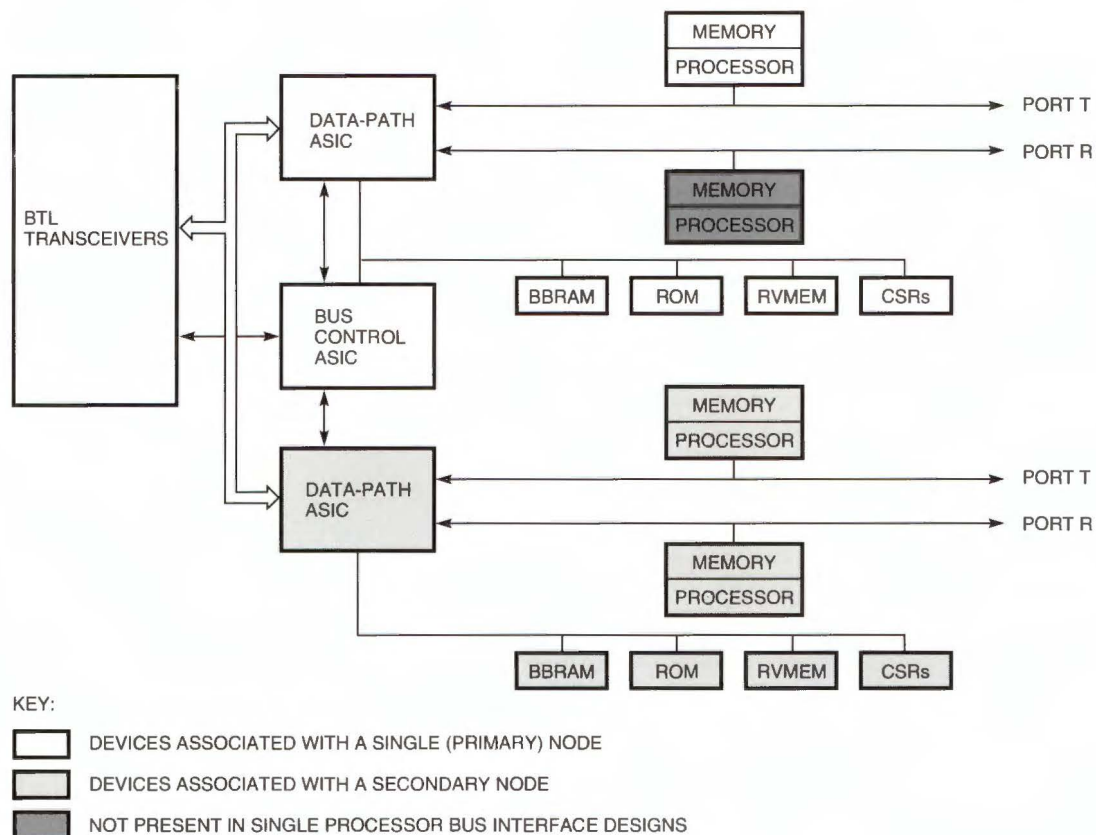 MEMORY
PROCESSOR
DATA-PATH
ASIC
PORT T
PORT R
MEMORY
PROCESSOR
BTL
TRANSCEIVERS
BBRAM
ROM
RVMEM
CSRs
BUS
CONTROL
ASIC
MEMORY
PROCESSOR
DATA-PATH
ASIC
PORT T
PORT R
MEMORY
PROCESSOR
BBRAM
ROM
RVMEM
CSRs
KEY:
DEVICES ASSOCIATED WITH A SINGLE (PRIMARY) NODE
DEVICES ASSOCIATED WITH A SECONDARY NODE
NOT PRESENT IN SINGLE PROCESSOR BUS INTERFACE DESIGNS